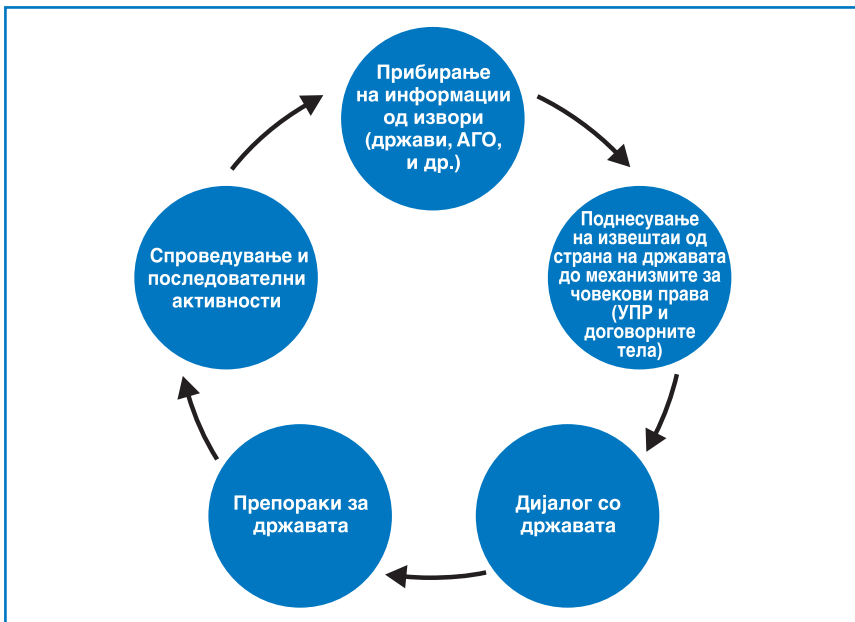 Прибирање
на информации
од извори
(држави, АГО,
и др.)
Поднесување
на извештаи од
страна на државата
до механизмите за
човекови права
(УПР и
договорните
тела)
Дијалог со
државата
Препораки за
државата
Спроведување и
последователни
активности